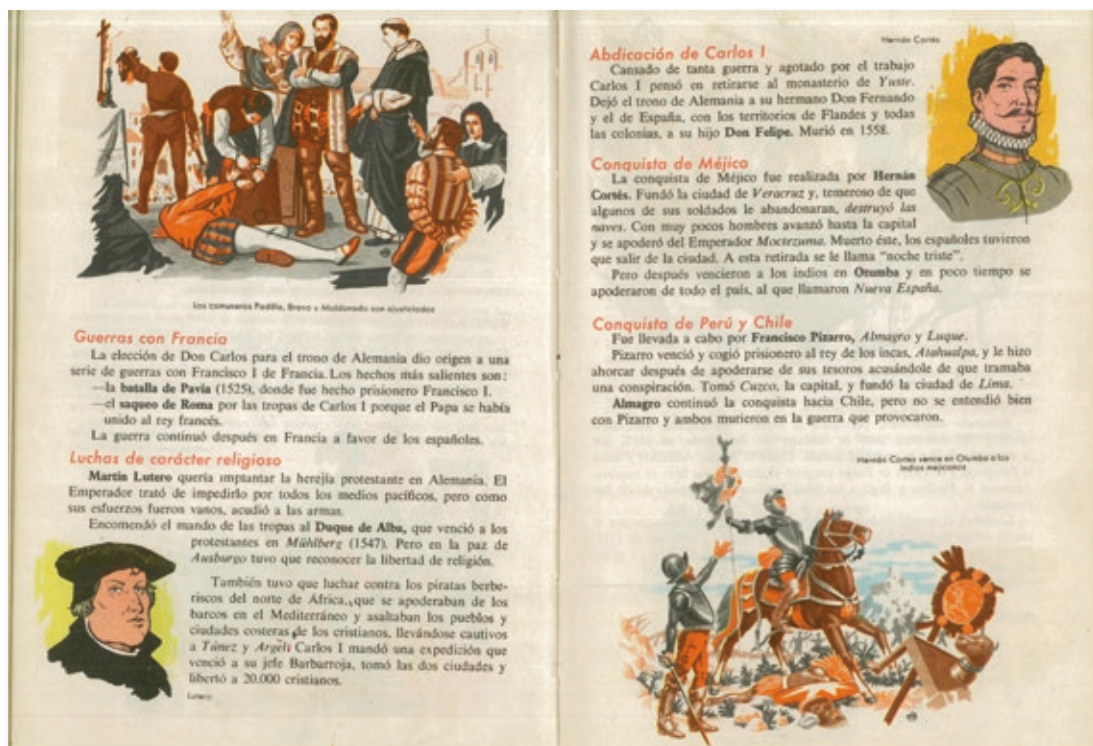 Los comuneros Padilla, Bravo y Maldonado son ajusticiados
Guerras con Francia
La elección de Don Carlos para el trono de Alemania dio origen a una
serie de guerras con Francisco I de Francia. Los hechos más salientes son:
—la batalla de Pavía (1525), donde fue hecho prisionero Francisco I.
—el saqueo de Roma por las tropas de Carlos I porque el Papa se había
unido al rey francés.
La guerra continuó después en Francia a favor de los españoles.
Luchas de carácter religioso
Martín Lutero quería implantar la herejía protestante en Alemania. El
Emperador trató de impedirlo por todos los medios pacíficos, pero como
sus esfuerzos fueron vanos, acudió a las armas.
Encomendó el mando de las tropas al Duque de Alba, que venció a los
protestantes en Mühlberg (1547). Pero en la paz de
Ausburgo tuvo que reconocer la libertad de religión.
También tuvo que luchar contra los piratas berbe-
riscos del norte de África, que se apoderaban de los
barcos en el Mediterráneo y asaltaban los pueblos y
ciudades costeras de los cristianos, llevándose cautivos
a Túnez y Argel. Carlos I mandó una expedición que
venció a su jefe Barbarroja, tomó las dos ciudades y
libertó a 20.000 cristianos.
Lutero
Hernán Cortés
Abdicación de Carlos I
Cansado de tanta guerra y agotado por el trabajo
Carlos I pensó en retirarse al monasterio de Yuste.
Dejó el trono de Alemania a su hermano Don Fernando
y el de España, con los territorios de Flandes y todas
las colonias, a su hijo Don Felipe. Murió en 1558.
Conquista de Méjico
La conquista de Méjico fue realizada por Hernán
Cortés. Fundó la ciudad de Veracruz y, temeroso de que
algunos de sus soldados le abandonaran, destruyó las
naves. Con muy pocos hombres avanzó hasta la capital
y se apoderó del Emperador Moctezuma. Muerto éste, los españoles tuvieron
que salir de la ciudad. A esta retirada se le llama "noche triste".
Pero después vencieron a los indios en Otumba y en poco tiempo se
apoderaron de todo el país, al que llamaron Nueva España.
Conquista de Perú y Chile
Fue llevada a cabo por Francisco Pizarro, Almagro y Luque.
Pizarro venció y cogió prisionero al rey de los incas, Atahualpa, y le hizo
ahorcar después de apoderarse de sus tesoros acusándole de que tramaba
una conspiración. Tomó Cuzco, la capital, y fundó la ciudad de Lima.
Almagro continuó la conquista hacia Chile, pero no se entendió bien
con Pizarro y ambos murieron en la guerra que provocaron.
Hernán Cortés vence en Otumba a los
indios mejicanos